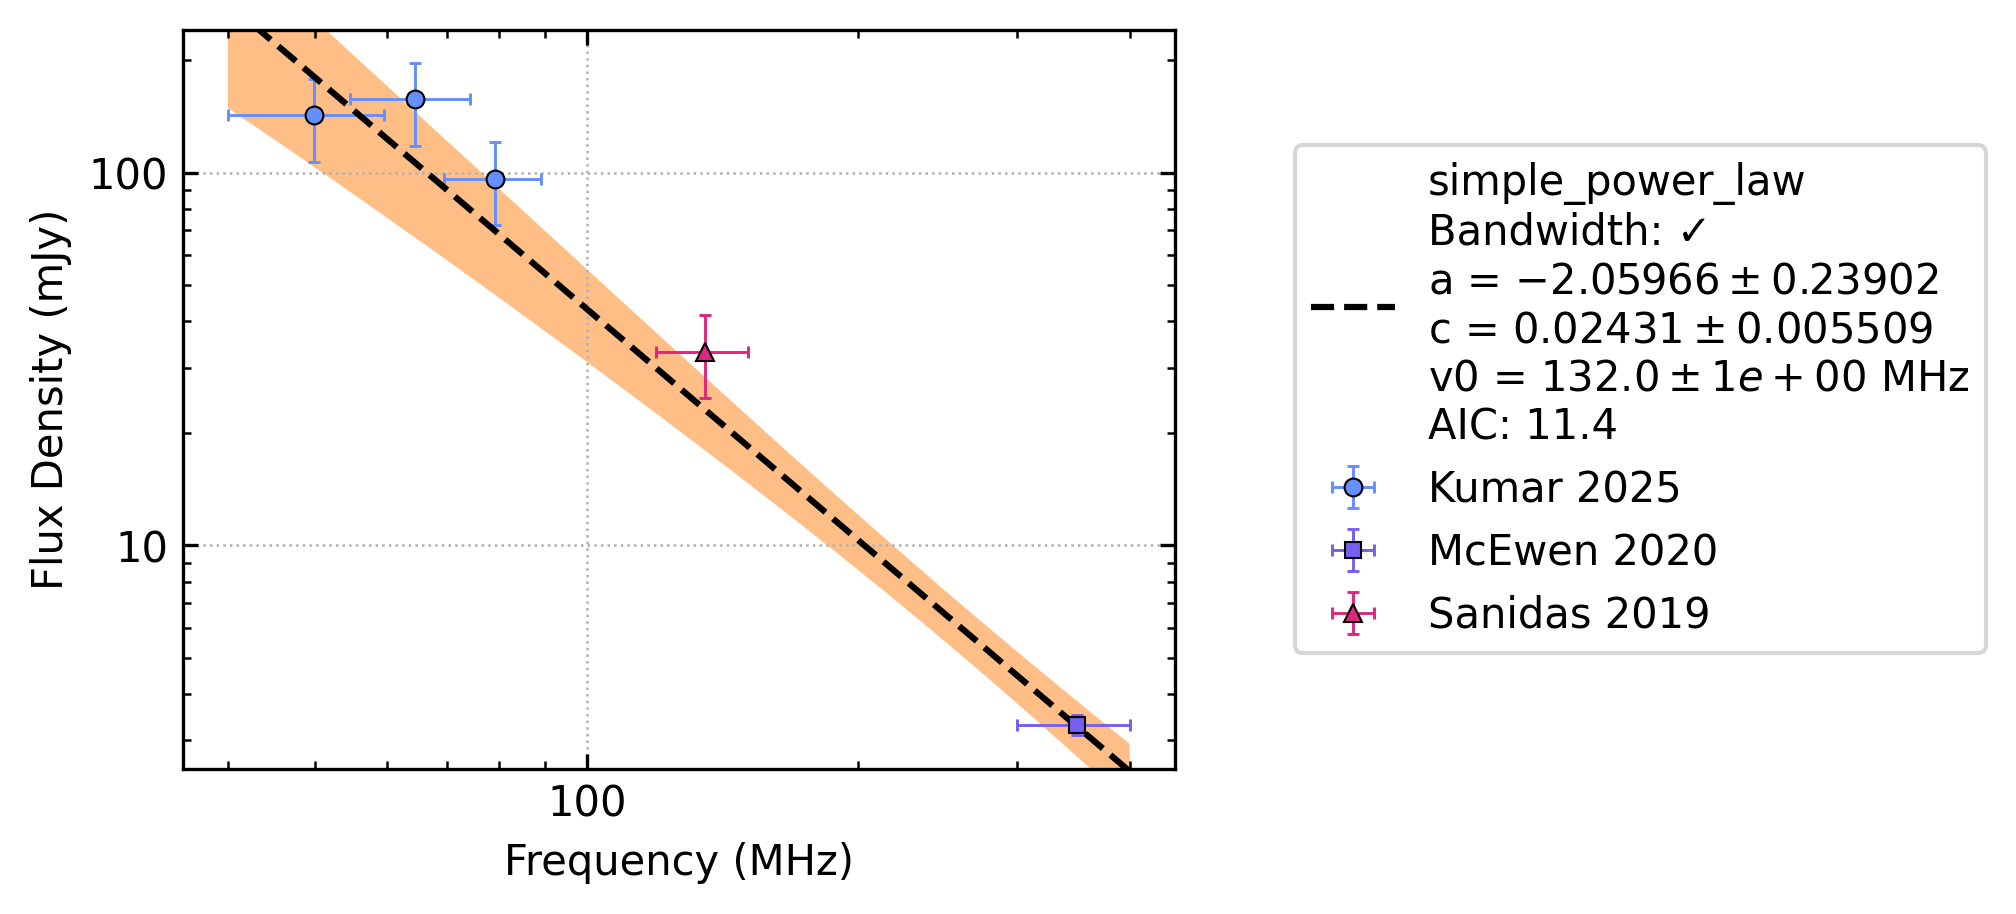 Flux Density (mJy)
100
10
100
Frequency (MHz)
simple_power_law
Bandwidth: ✓
a = −2.05966 ± 0.23902
c = 0.02431 ± 0.005509
v0 = 132.0 ± 1e + 00 MHz
AIC: 11.4
Kumar 2025
McEwen 2020
Sanidas 2019